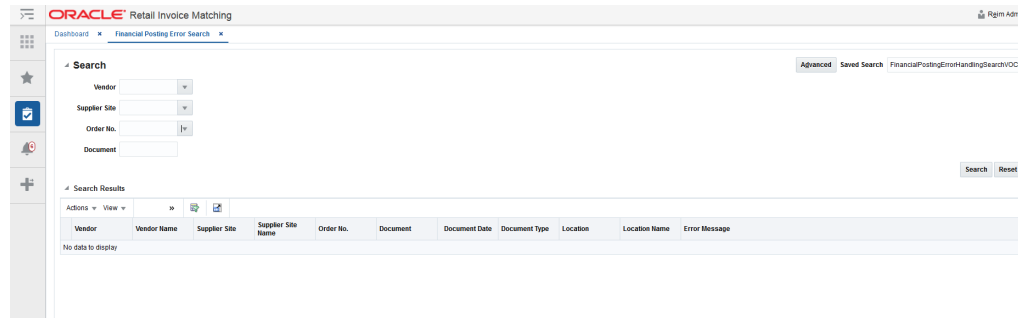 ORACLE® Retail Invoice Matching
Reim Adm
Dashboard × Financial Posting Error Search ×
Search
Advanced Saved Search FinancialPostingErrorHandlingSearchVOC
Vendor
Supplier Site
Order No.
Document
Search Reset
Search Results
Actions View »
Vendor Vendor Name Supplier Site Supplier Site Name Order No. Document Document Date Document Type Location Location Name Error Message
No data to display